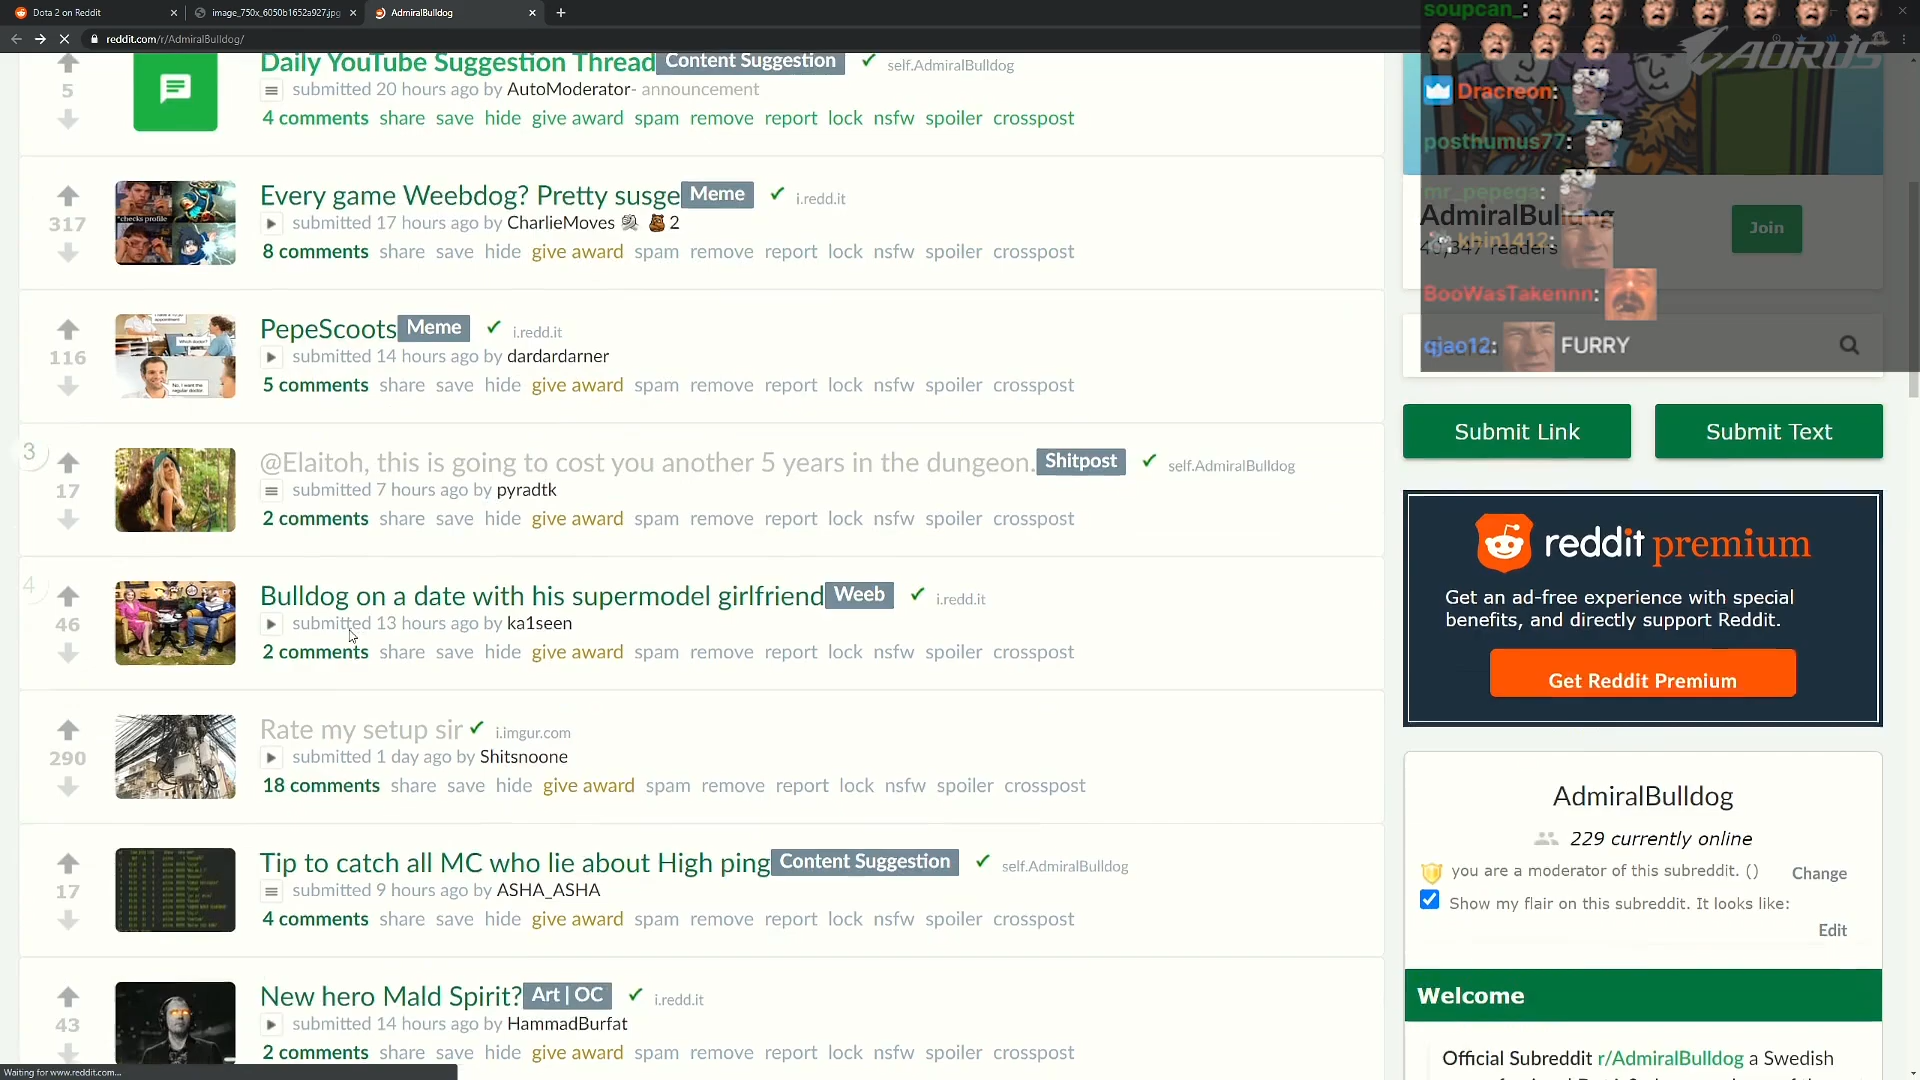 Dota 2 on Reddit
image_750x_6050b1652a927.jpg
AdmiralBulldog
reddit.com/r/AdmiralBulldog/
5
Daily YouTube Suggestion Thread Content Suggestion self.AdmiralBulldog
submitted 20 hours ago by AutoModerator- announcement
4 comments share save hide give award spam remove report lock nsfw spoiler crosspost
317
*checks profile
Every game Weebdog? Pretty susge Meme i.redd.it
submitted 17 hours ago by CharlieMoves 2
8 comments share save hide give award spam remove report lock nsfw spoiler crosspost
116
Which doctor?
No, I want the regular doctor
PepeScoots Meme i.redd.it
submitted 14 hours ago by dardardarner
5 comments share save hide give award spam remove report lock nsfw spoiler crosspost
3
17
@Elaitoh, this is going to cost you another 5 years in the dungeon. Shitpost self.AdmiralBulldog
submitted 7 hours ago by pyradtk
2 comments share save hide give award spam remove report lock nsfw spoiler crosspost
4
46
Bulldog on a date with his supermodel girlfriend Weeb i.redd.it
submitted 13 hours ago by ka1seen
2 comments share save hide give award spam remove report lock nsfw spoiler crosspost
290
Rate my setup sir i.imgur.com
submitted 1 day ago by Shitsnoone
18 comments share save hide give award spam remove report lock nsfw spoiler crosspost
17
Tip to catch all MC who lie about High ping Content Suggestion self.AdmiralBulldog
submitted 9 hours ago by ASHA_ASHA
4 comments share save hide give award spam remove report lock nsfw spoiler crosspost
43
New hero Mald Spirit? Art | OC i.redd.it
submitted 14 hours ago by HammadBurfat
2 comments share save hide give award spam remove report lock nsfw spoiler crosspost
Waiting for www.reddit.com...
soupcan_:
AORUS
Dracreon:
posthumus77:
mr_pepega:
AdmiralBulldog
Join
khin1412:
readers
BooWasTakennn:
qjao12: FURRY
Submit Link
Submit Text
reddit premium
Get an ad-free experience with special
benefits, and directly support Reddit.
Get Reddit Premium
AdmiralBulldog
229 currently online
you are a moderator of this subreddit. () Change
Show my flair on this subreddit. It looks like:
Edit
Welcome
Official Subreddit r/AdmiralBulldog a Swedish